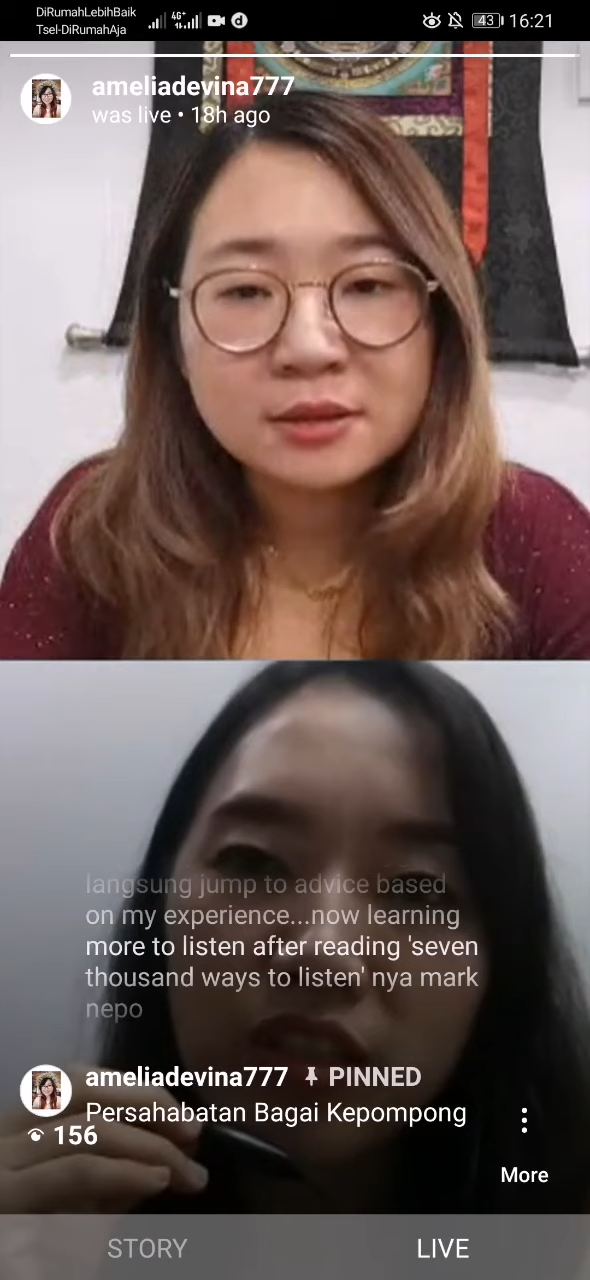 DiRumahLebihBaik
Tsel-DiRumahAja
4G+
43
16:21
ameliadevina777
was live • 18h ago
langsung jump to advice based
on my experience...now learning
more to listen after reading 'seven
thousand ways to listen' nya mark
nepo
ameliadevina777 PINNED
Persahabatan Bagai Kepompong
156
More
STORY
LIVE